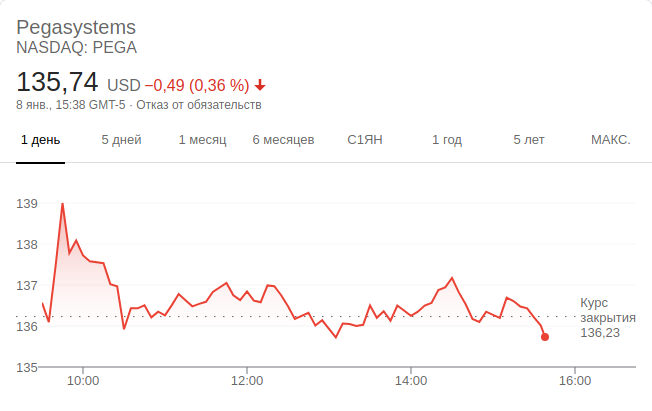 Pegasystems
NASDAQ: PEGA
135,74 USD −0,49 (0,36 %)
8 янв., 15:38 GMT-5 · Отказ от обязательств
1 день 5 дней 1 месяц 6 месяцев С1ЯН 1 год 5 лет МАКС.
139
138
137
136
135
Курс
закрытия
136,23
10:00 12:00 14:00 16:00